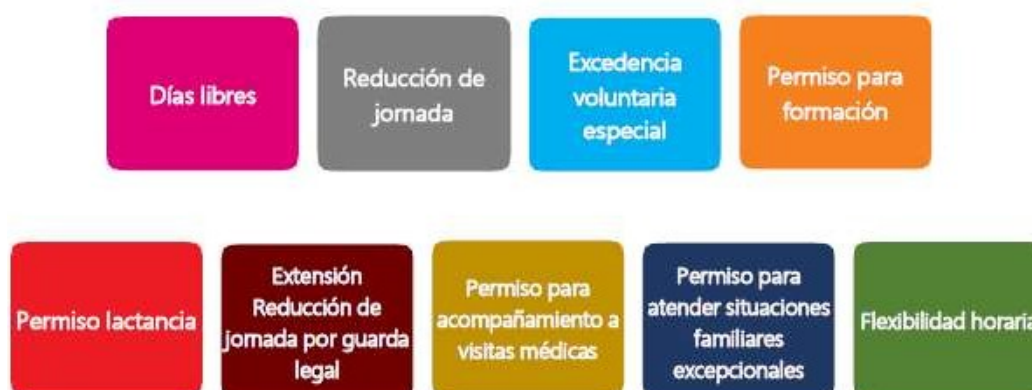 Días libres
Reducción de
jornada
Excedencia
voluntaria
especial
Permiso para
formación
Permiso lactancia
Extensión
Reducción de
jornada por guarda
legal
Permiso para
acompañamiento a
visitas médicas
Permiso para
atender situaciones
familiares
excepcionales
Flexibilidad horaria